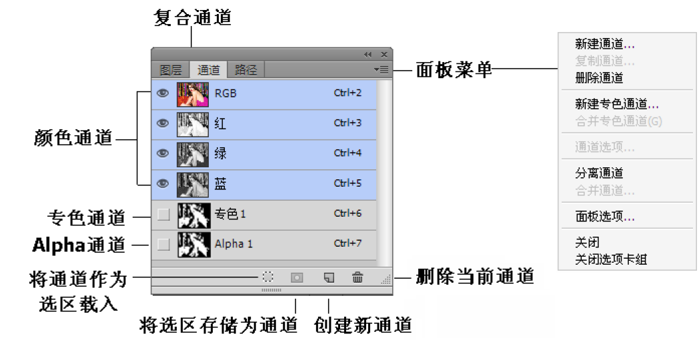 复合通道
图层 通道 路径
面板菜单
RGB Ctrl+2
红 Ctrl+3
绿 Ctrl+4
蓝 Ctrl+5
专色1 Ctrl+6
Alpha 1 Ctrl+7
颜色通道
专色通道
Alpha通道
将通道作为
选区载入
将选区存储为通道
创建新通道
删除当前通道
新建通道...
复制通道...
删除通道
新建专色通道...
合并专色通道(G)
通道选项...
分离通道
合并通道...
面板选项...
关闭
关闭选项卡组